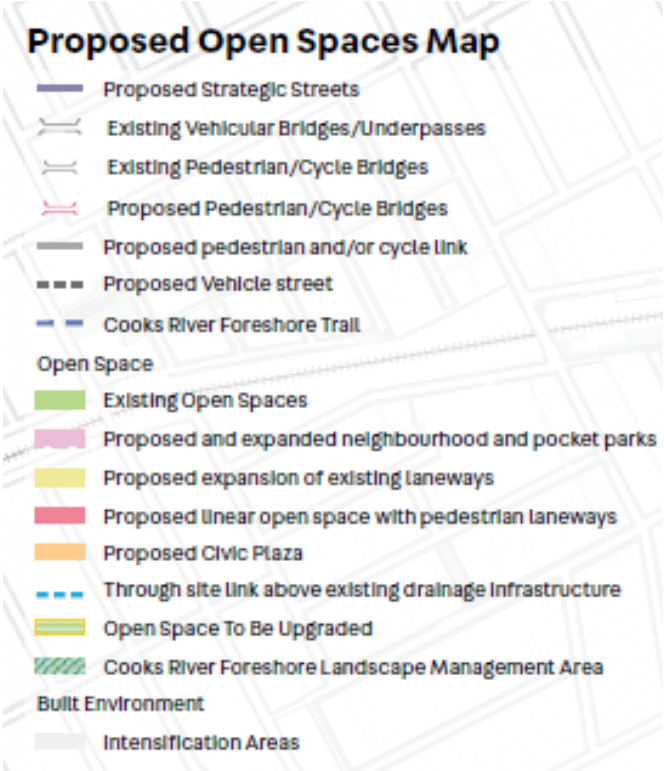 Proposed Open Spaces Map
Proposed Strategic Streets
Existing Vehicular Bridges/Underpasses
Existing Pedestrian/Cycle Bridges
Proposed Pedestrian/Cycle Bridges
Proposed pedestrian and/or cycle link
Proposed Vehicle street
Cooks River Foreshore Trail
Open Space
Existing Open Spaces
Proposed and expanded neighbourhood and pocket parks
Proposed expansion of existing laneways
Proposed linear open space with pedestrian laneways
Proposed Civic Plaza
Through site link above existing drainage infrastructure
Open Space To Be Upgraded
Cooks River Foreshore Landscape Management Area
Built Environment
Intensification Areas